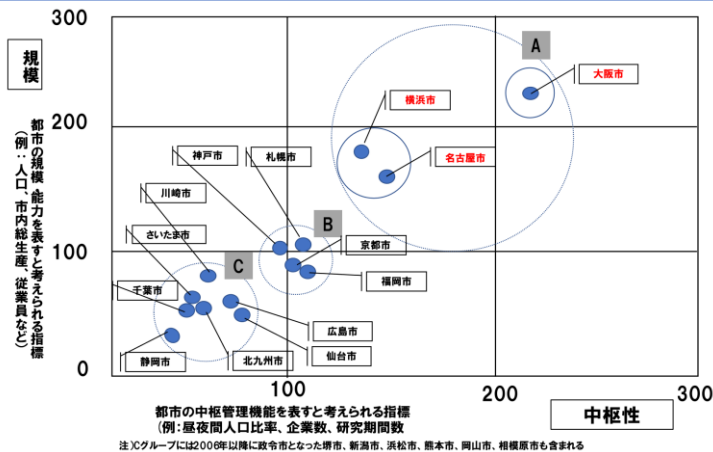 300
規模
都市の規模、能力を表すと考えられる指標
（例：人口、市内総生産、従業員など）
A
大阪市
横浜市
200
名古屋市
神戸市
札幌市
川崎市
B
さいたま市
京都市
100
C
福岡市
千葉市
広島市
静岡市
北九州市
仙台市
0
100
200
300
都市の中枢管理機能を表すと考えられる指標
(例：昼夜間人口比率、企業数、研究期間数
中枢性
注）Cグループには2006年以降に政令市となった堺市、新潟市、浜松市、熊本市、岡山市、相模原市も含まれる